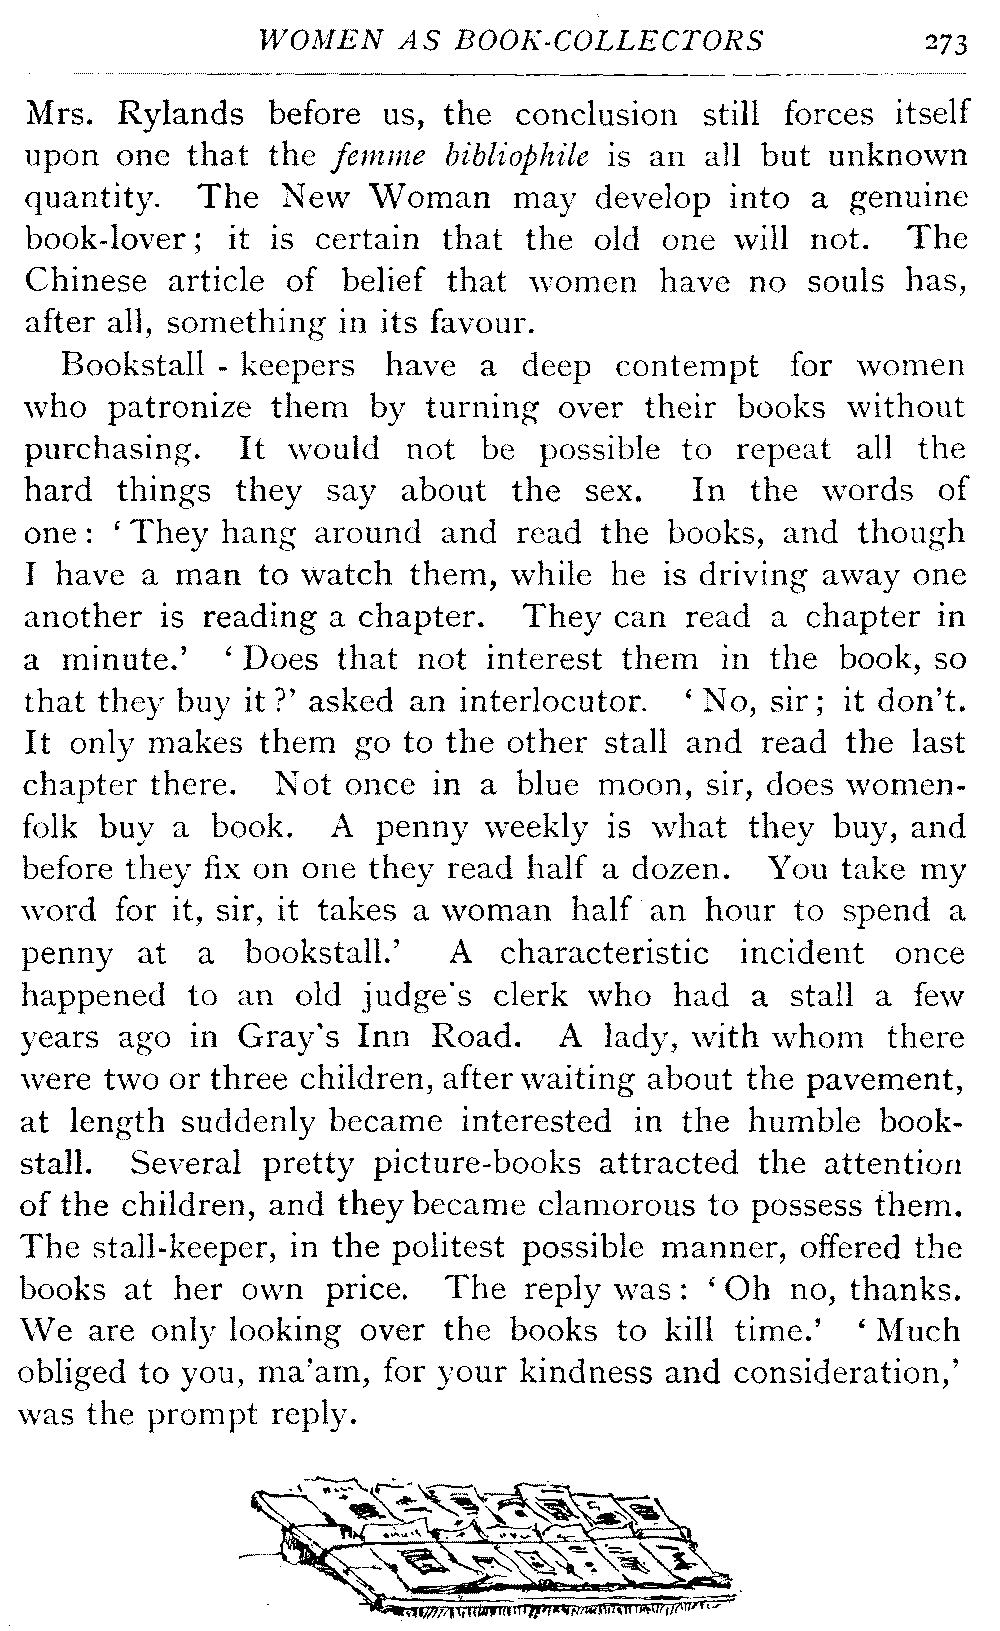 WOMEN AS BOOK-COLLECTORS 273
Mrs. Rylands before us, the conclusion still forces itself
upon one that the femme bibliophile is an all but unknown
quantity. The New Woman may develop into a genuine
book-lover; it is certain that the old one will not. The
Chinese article of belief that women have no souls has,
after all, something in its favour.
Bookstall-keepers have a deep contempt for women
who patronize them by turning over their books without
purchasing. It would not be possible to repeat all the
hard things they say about the sex. In the words of
one: ‘They hang around and read the books, and though
I have a man to watch them, while he is driving away one
another is reading a chapter. They can read a chapter in
a minute.’ ‘Does that not interest them in the book, so
that they buy it?’ asked an interlocutor. ‘No, sir; it don't.
It only makes them go to the other stall and read the last
chapter there. Not once in a blue moon, sir, does women-
folk buy a book. A penny weekly is what they buy, and
before they fix on one they read half a dozen. You take my
word for it, sir, it takes a woman half an hour to spend a
penny at a bookstall.’ A characteristic incident once
happened to an old judge's clerk who had a stall a few
years ago in Gray's Inn Road. A lady, with whom there
were two or three children, after waiting about the pavement,
at length suddenly became interested in the humble book-
stall. Several pretty picture-books attracted the attention
of the children, and they became clamorous to possess them.
The stall-keeper, in the politest possible manner, offered the
books at her own price. The reply was: ‘Oh no, thanks.
We are only looking over the books to kill time.’ ‘Much
obliged to you, ma'am, for your kindness and consideration,’
was the prompt reply.